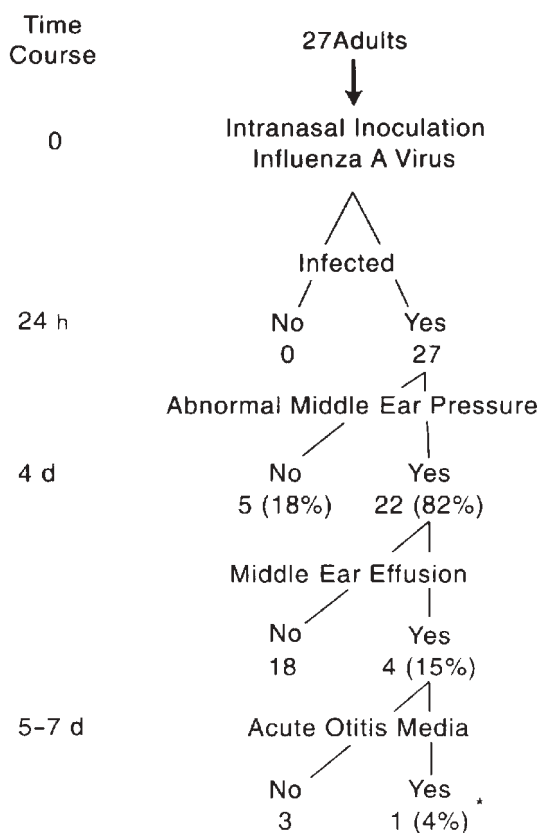 Time
Course
27Adults
0
Intranasal Inoculation
Influenza A Virus
Infected
24 h
No Yes
0 27
Abnormal Middle Ear Pressure
4 d
No Yes
5 (18%) 22 (82%)
Middle Ear Effusion
No Yes
18 4 (15%)
5-7 d
Acute Otitis Media
No Yes
3 1 (4%)*